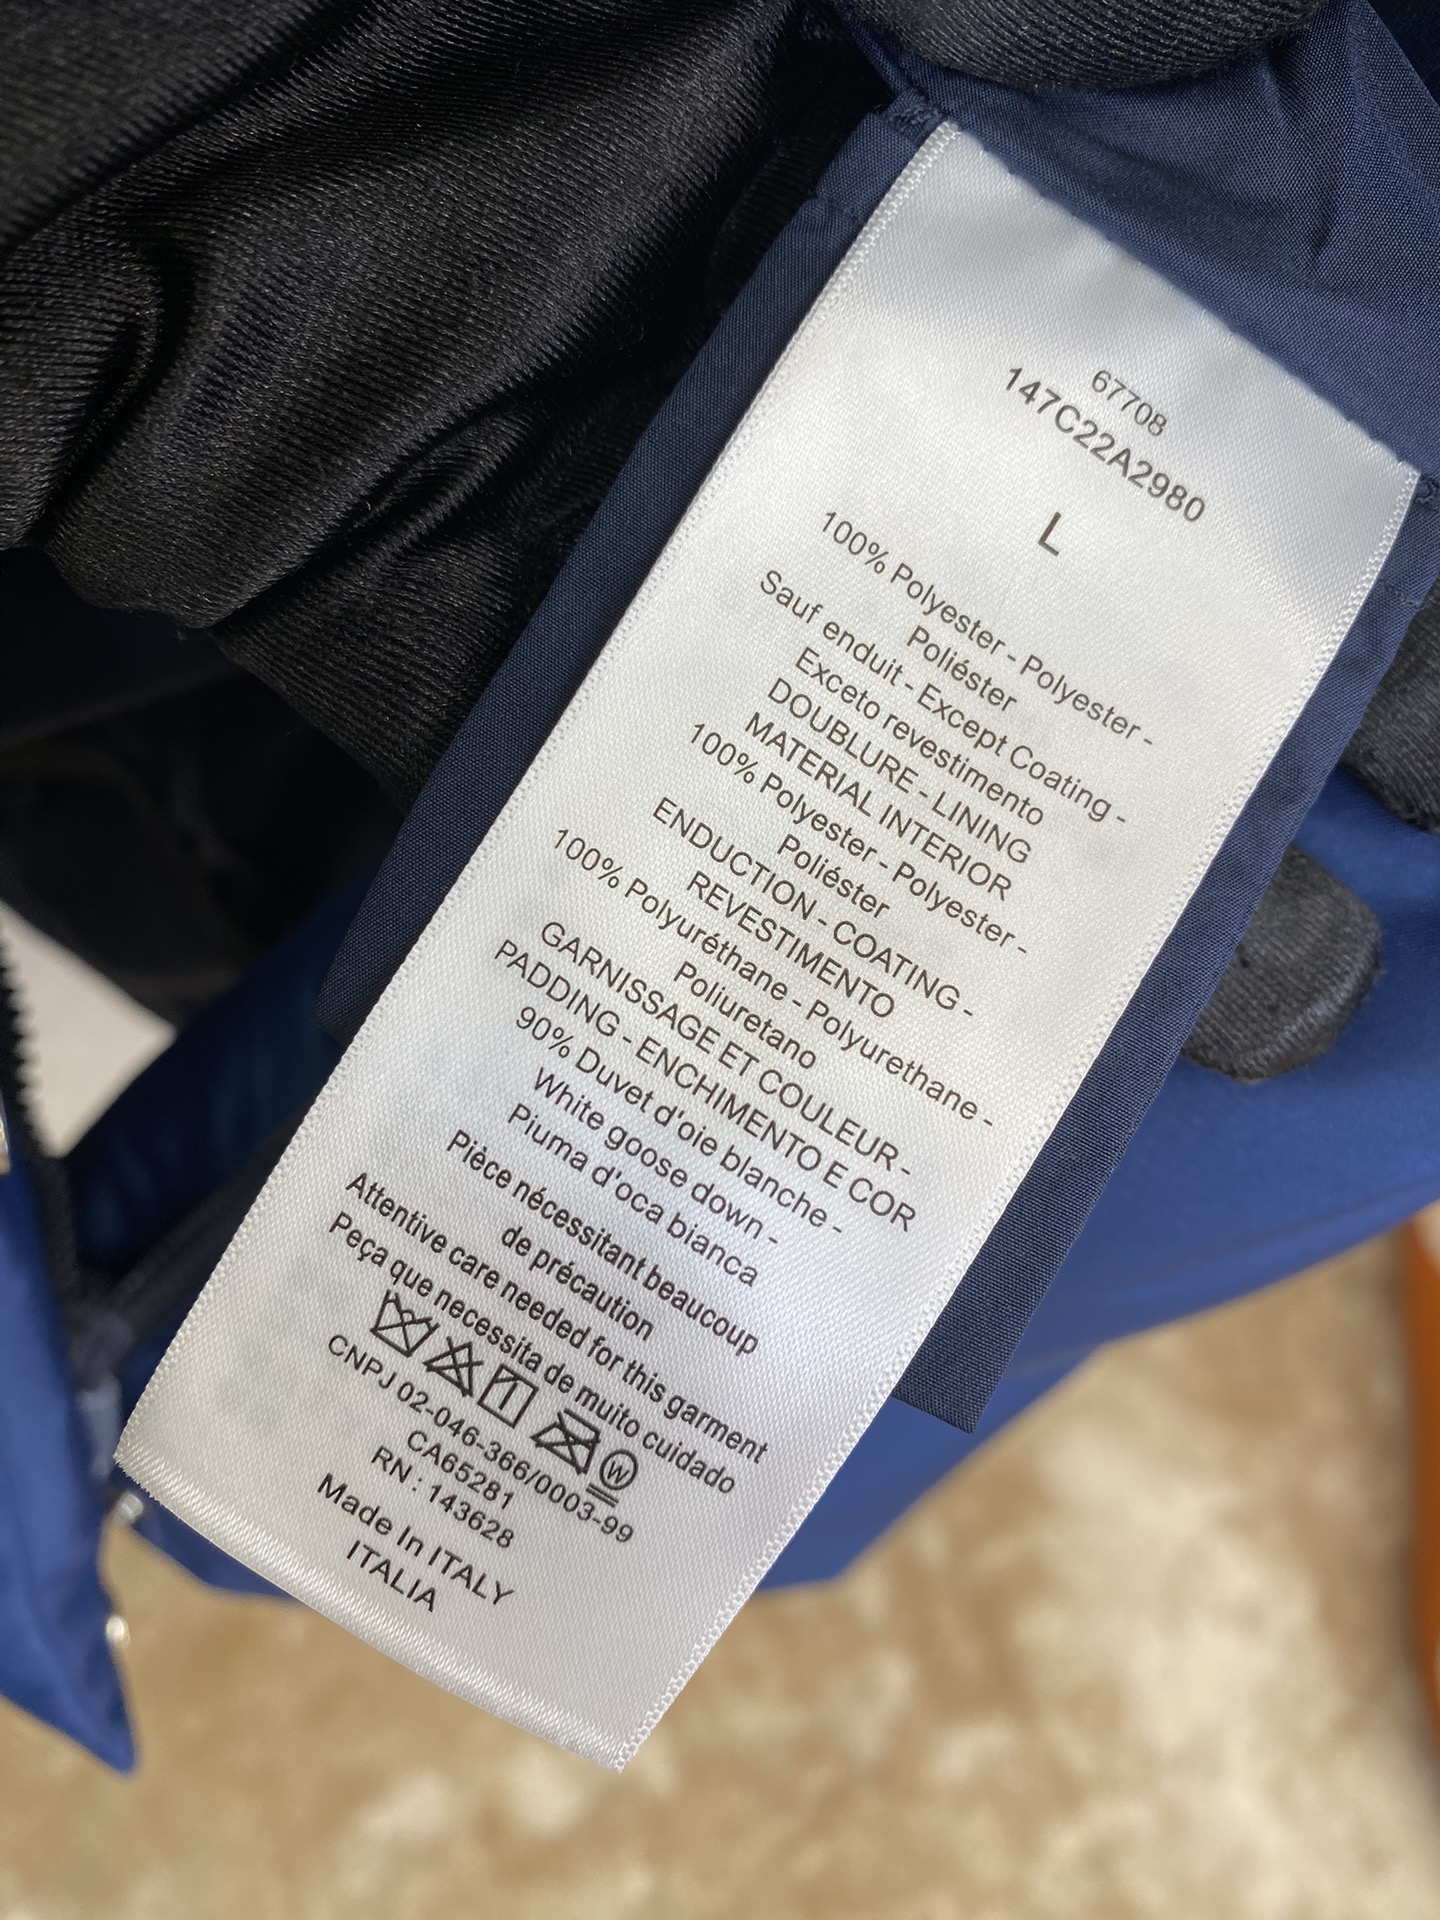 67708
147C22A2980
L
100% Polyester - Polyester -
Poliéster
Sauf enduit - Except Coating -
Exceto revestimento
DOUBLURE - LINING
MATERIAL INTERIOR
100% Polyester - Polyester -
Poliéster
ENDUCTION - COATING -
REVESTIMENTO
100% Polyuréthane - Polyurethane -
Poliuretano
GARNISSAGE ET COULEUR -
PADDING - ENCHIMENTO E COR
90% Duvet d'oie blanche -
White goose down -
Piuma d'oca bianca
Pièce nécessitant beaucoup
de précaution
Attentive care needed for this garment
Peça que necessita de muito cuidado
W
CNPJ 02-046-366/0003-99
CA65281
RN : 143628
Made In ITALY
ITALIA